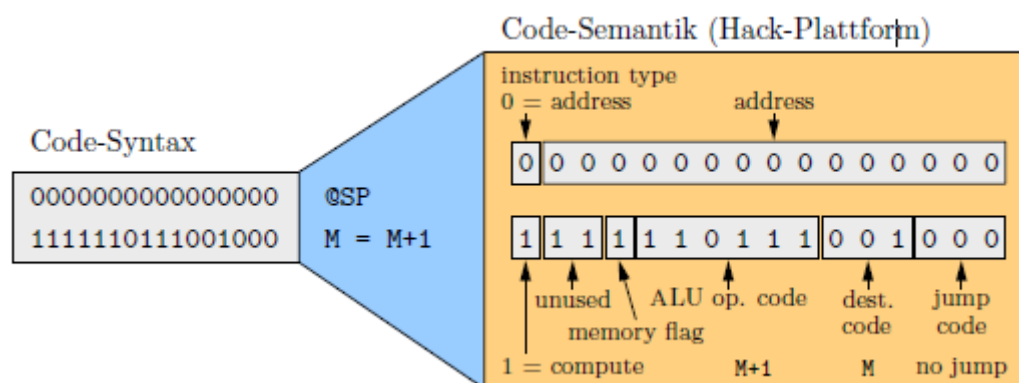 Code-Semantik (Hack-Plattform)
instruction type
0 = address address
0 0 0 0 0 0 0 0 0 0 0 0 0 0 0 0
Code-Syntax
0000000000000000 @SP
1111110111001000 M = M+1
1 1 1 1 1 1 0 1 1 1 0 0 1 0 0 0
unused ALU op. code dest. code jump code
memory flag
1 = compute M+1 M no jump